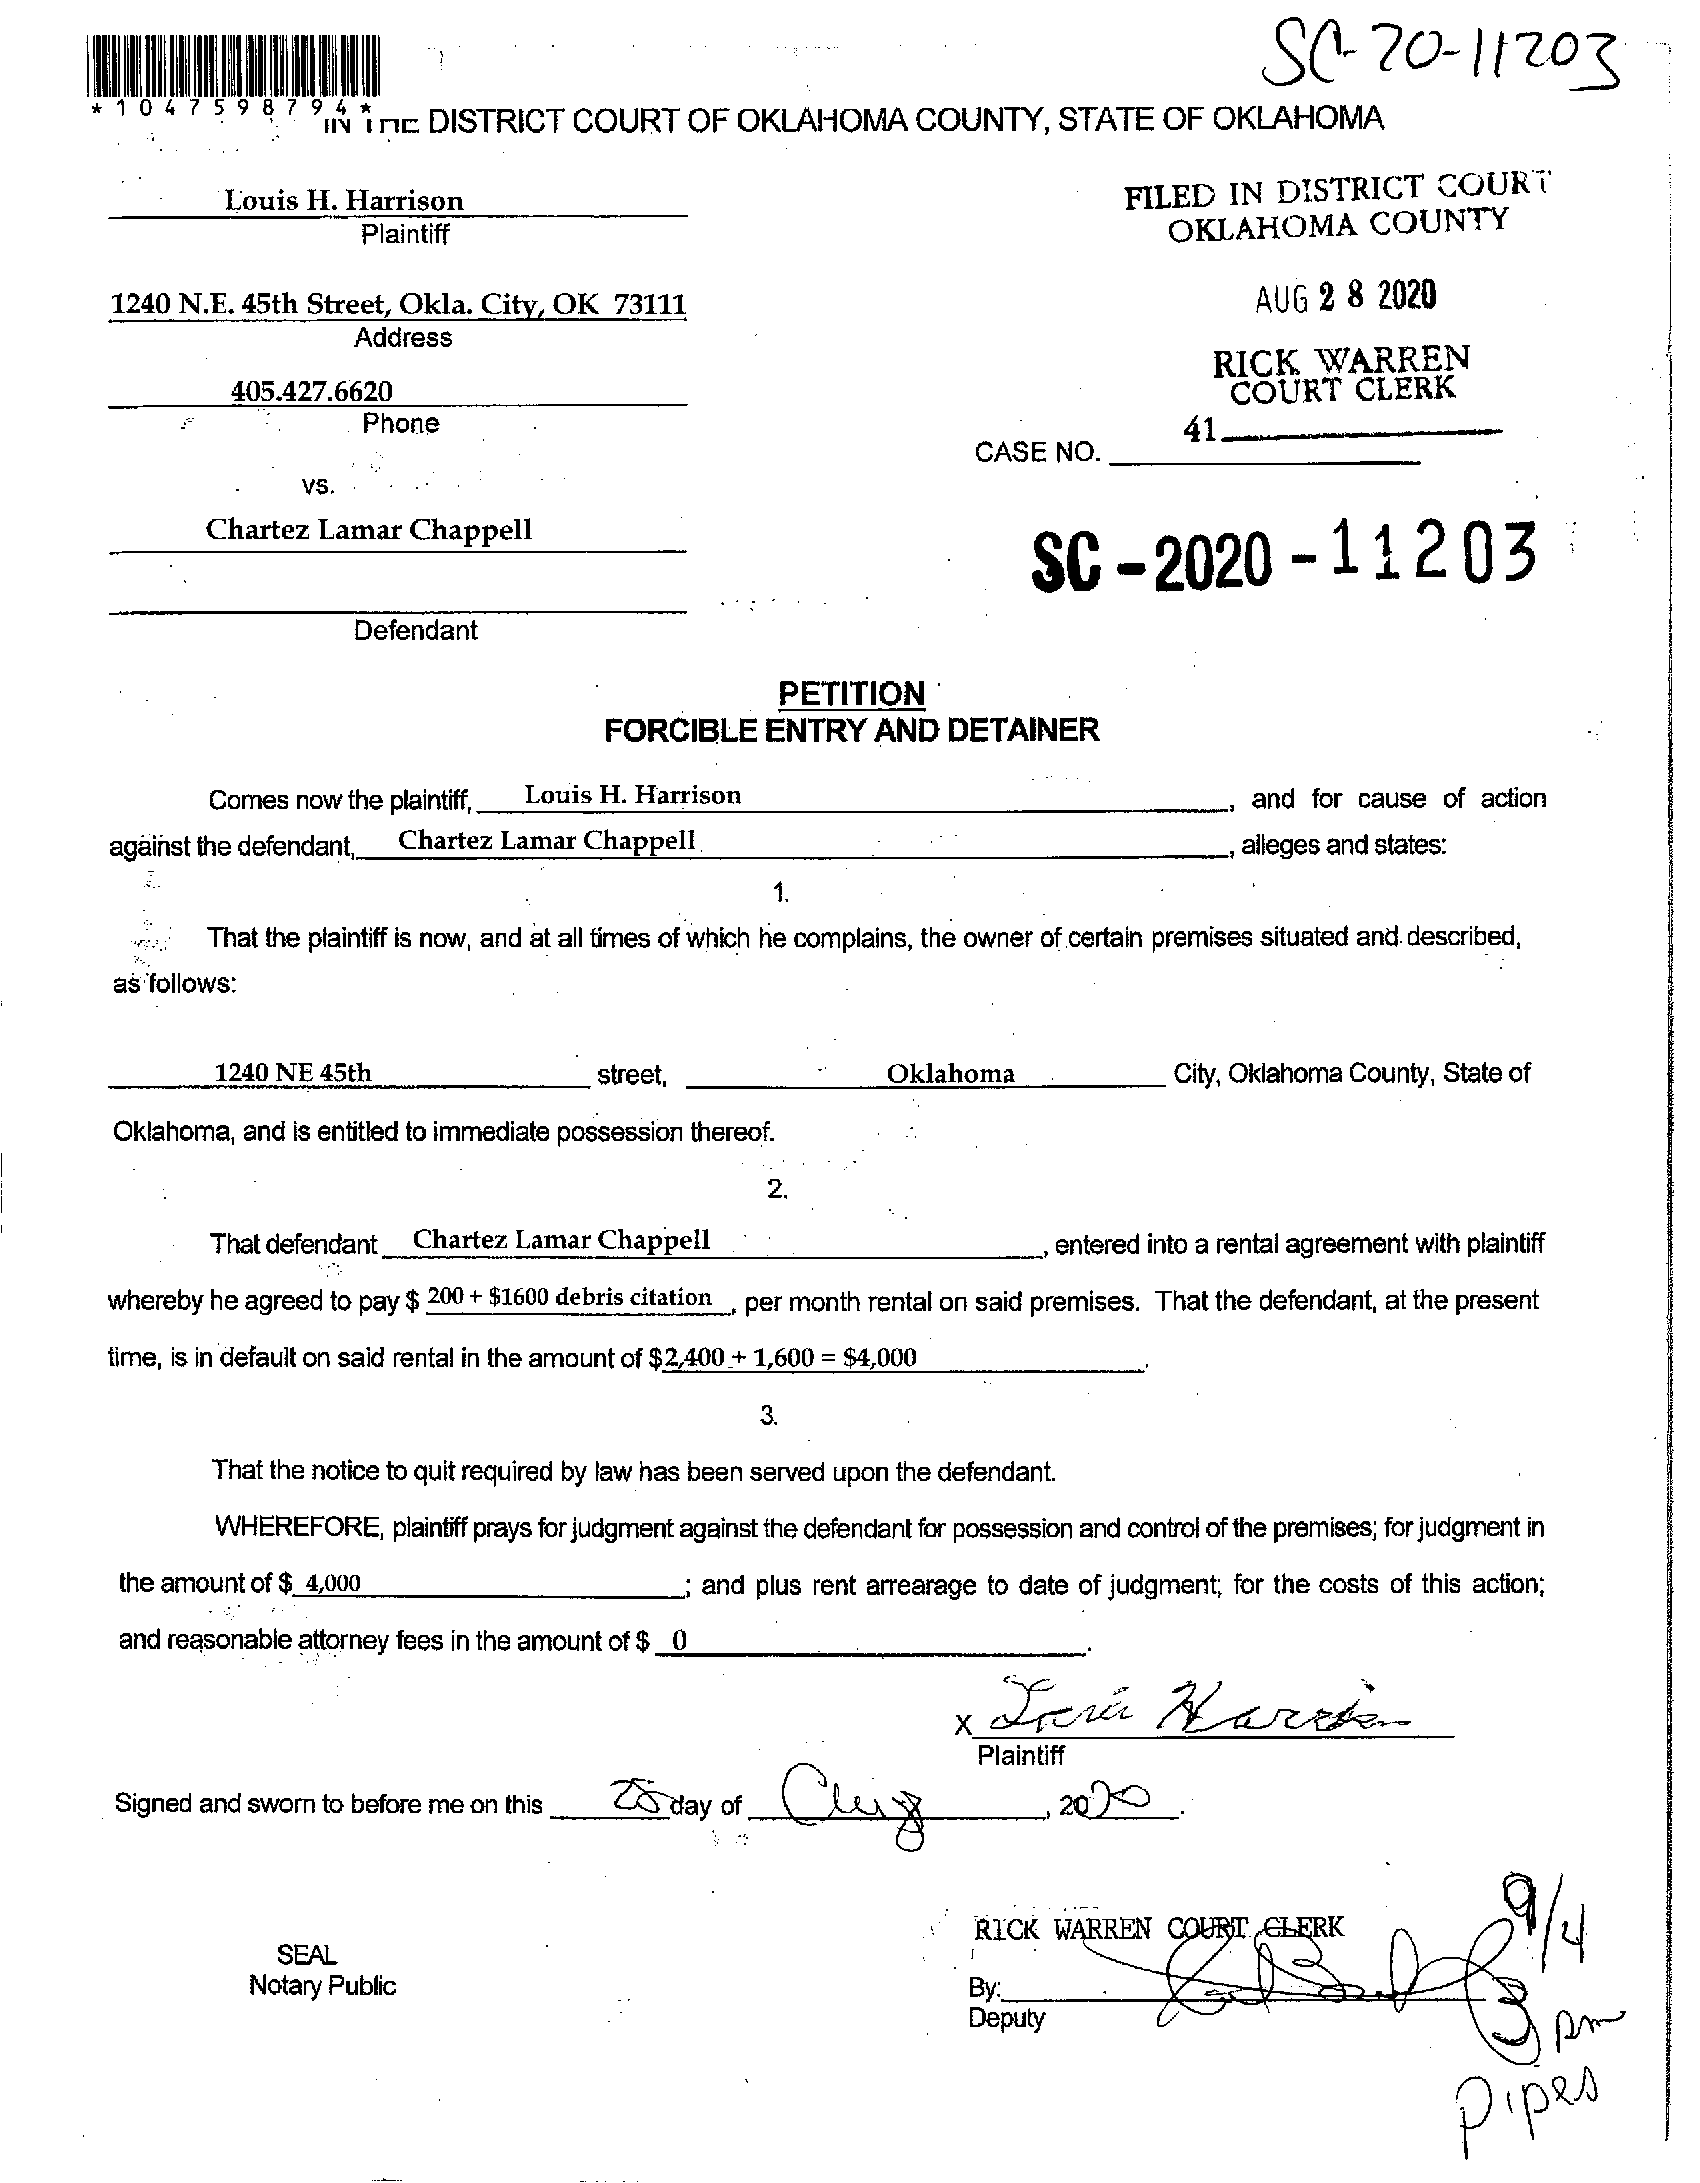 SC-20-11203
*1047598794*
IN THE DISTRICT COURT OF OKLAHOMA COUNTY, STATE OF OKLAHOMA
Louis H. Harrison
Plaintiff
FILED IN DISTRICT COURT
OKLAHOMA COUNTY
1240 N.E. 45th Street, Okla. City, OK 73111
Address
AUG 28 2020
405.427.6620
Phone
RICK WARREN
COURT CLERK
41
CASE NO.
vs.
Chartez Lamar Chappell
Defendant
SC-2020-11203
PETITION
FORCIBLE ENTRY AND DETAINER
Comes now the plaintiff, Louis H. Harrison, and for cause of action
against the defendant, Chartez Lamar Chappell, alleges and states:
1.
That the plaintiff is now, and at all times of which he complains, the owner of certain premises situated and described,
as follows:
1240 NE 45th street, Oklahoma City, Oklahoma County, State of
Oklahoma, and is entitled to immediate possession thereof.
2.
That defendant Chartez Lamar Chappell, entered into a rental agreement with plaintiff
whereby he agreed to pay $ 200 + $1600 debris citation, per month rental on said premises. That the defendant, at the present
time, is in default on said rental in the amount of $2,400 + 1,600 = $4,000.
3.
That the notice to quit required by law has been served upon the defendant.
WHEREFORE, plaintiff prays for judgment against the defendant for possession and control of the premises; for judgment in
the amount of $ 4,000; and plus rent arrearage to date of judgment; for the costs of this action;
and reasonable attorney fees in the amount of $ 0.
x Louis Harrison
Plaintiff
Signed and sworn to before me on this 28 day of Aug, 2020.
RICK WARREN COURT CLERK
SEAL
Notary Public
By:
Deputy
9/4
3 pm
Pipes